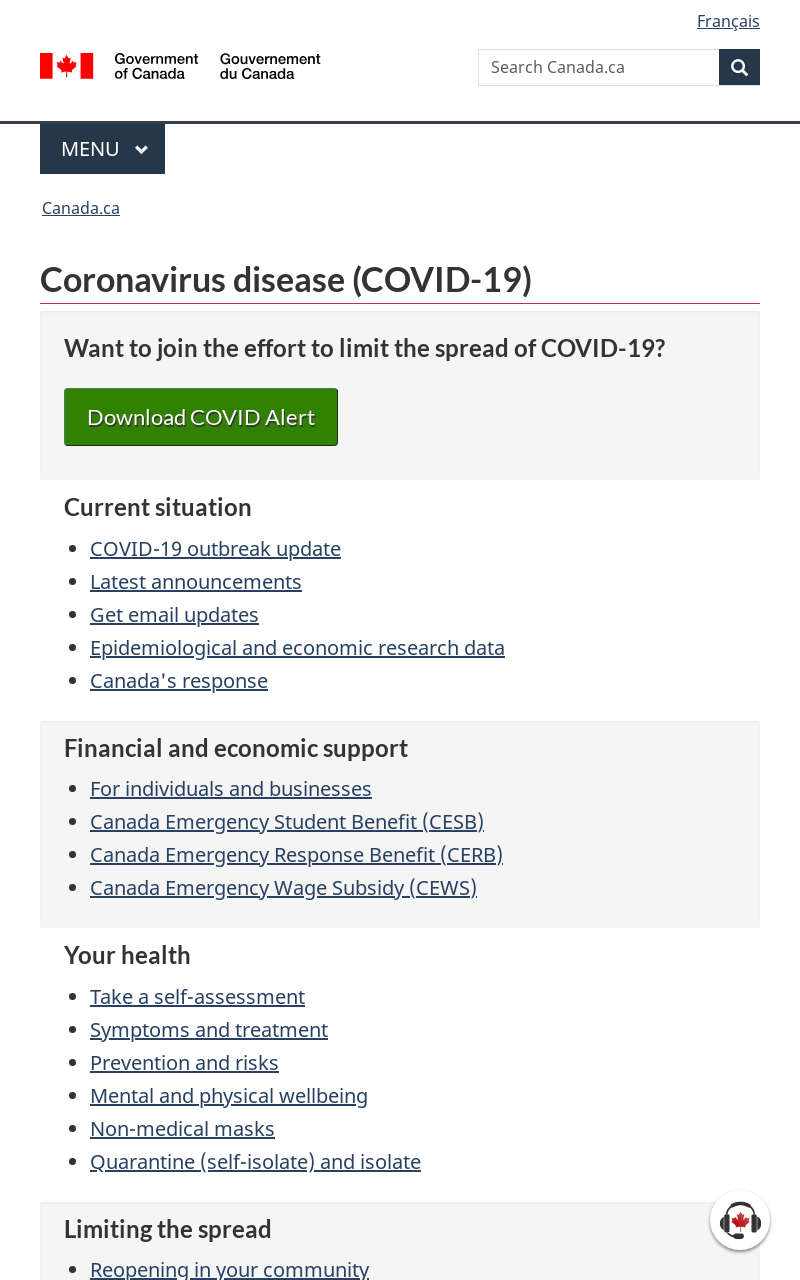 Français
Government of Canada
Gouvernement du Canada
Search Canada.ca
MENU
Canada.ca
Coronavirus disease (COVID-19)
Want to join the effort to limit the spread of COVID-19?
Download COVID Alert
Current situation
COVID-19 outbreak update
Latest announcements
Get email updates
Epidemiological and economic research data
Canada's response
Financial and economic support
For individuals and businesses
Canada Emergency Student Benefit (CESB)
Canada Emergency Response Benefit (CERB)
Canada Emergency Wage Subsidy (CEWS)
Your health
Take a self-assessment
Symptoms and treatment
Prevention and risks
Mental and physical wellbeing
Non-medical masks
Quarantine (self-isolate) and isolate
Limiting the spread
Reopening in your community